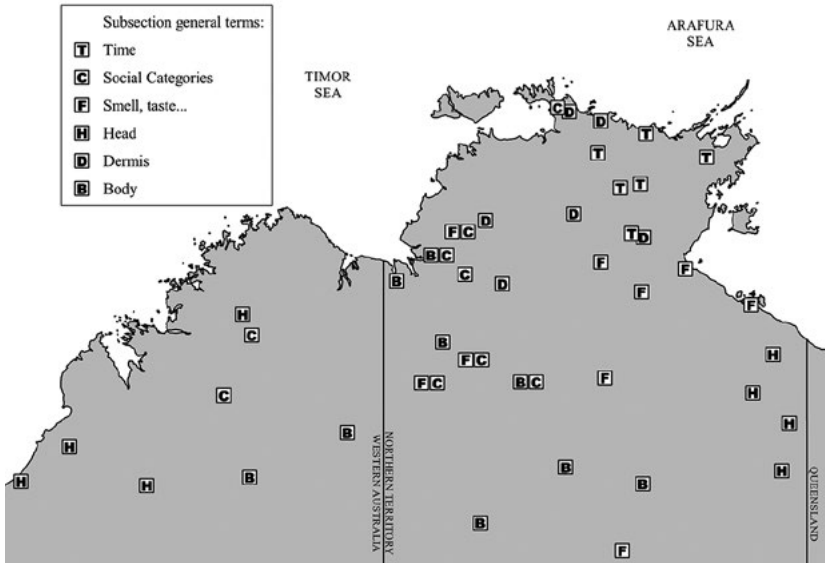 Subsection general terms:
T Time
C Social Categories
F Smell, taste...
H Head
D Dermis
B Body
TIMOR
SEA
ARAFURA
SEA
C D
D
T
T
T
T
T
D
D
F C
T D
B C
F
F
C
B
D
F
F
H
C
B
H
F C
F
F C
B C
H
C
H
B
H
B
H
B
H
B
H
B
F
WESTERN AUSTRALIA
NORTHERN TERRITORY
QUEENSLAND